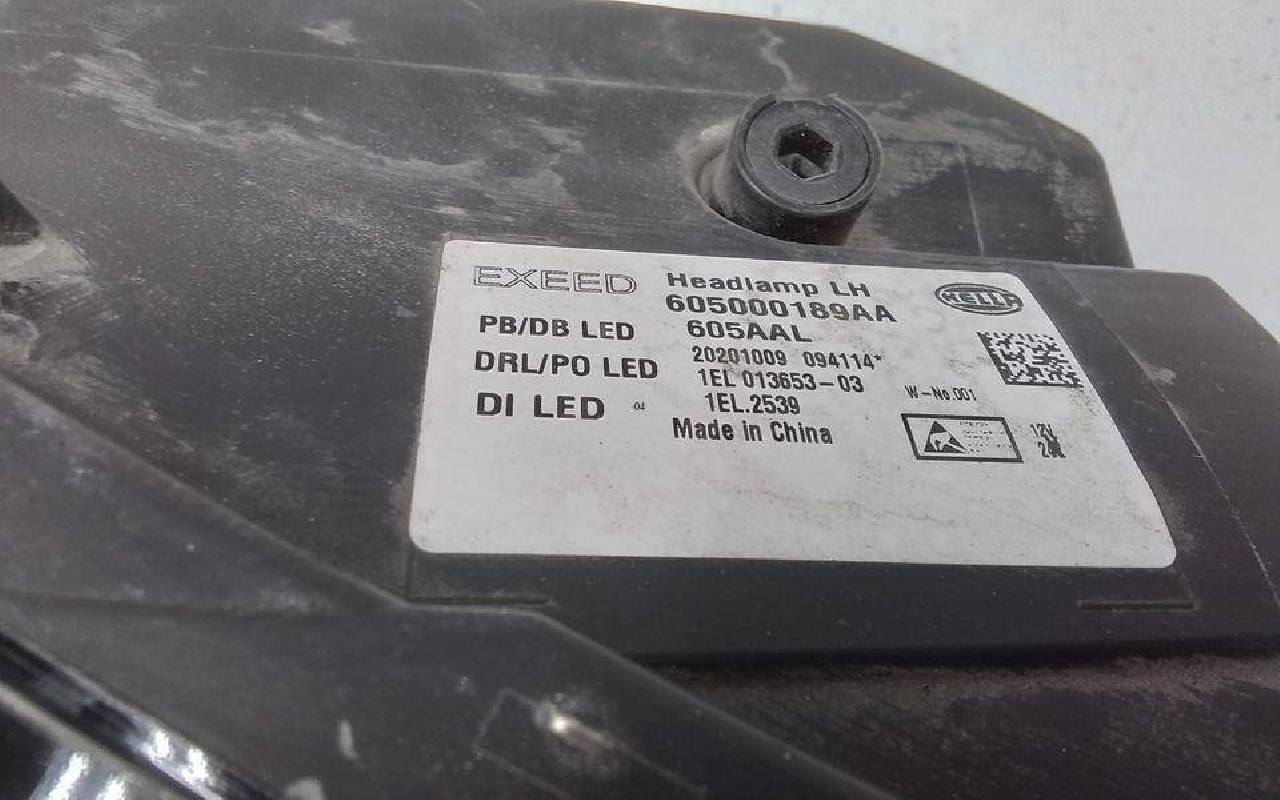 EXEED Headlamp LH HELLA
605000189AA
PB/DB LED 605AAL
DRL/PO LED 20201009 094114*
1EL 013653-03
DI LED 1EL.2539 W-No.001
Made in China 12V